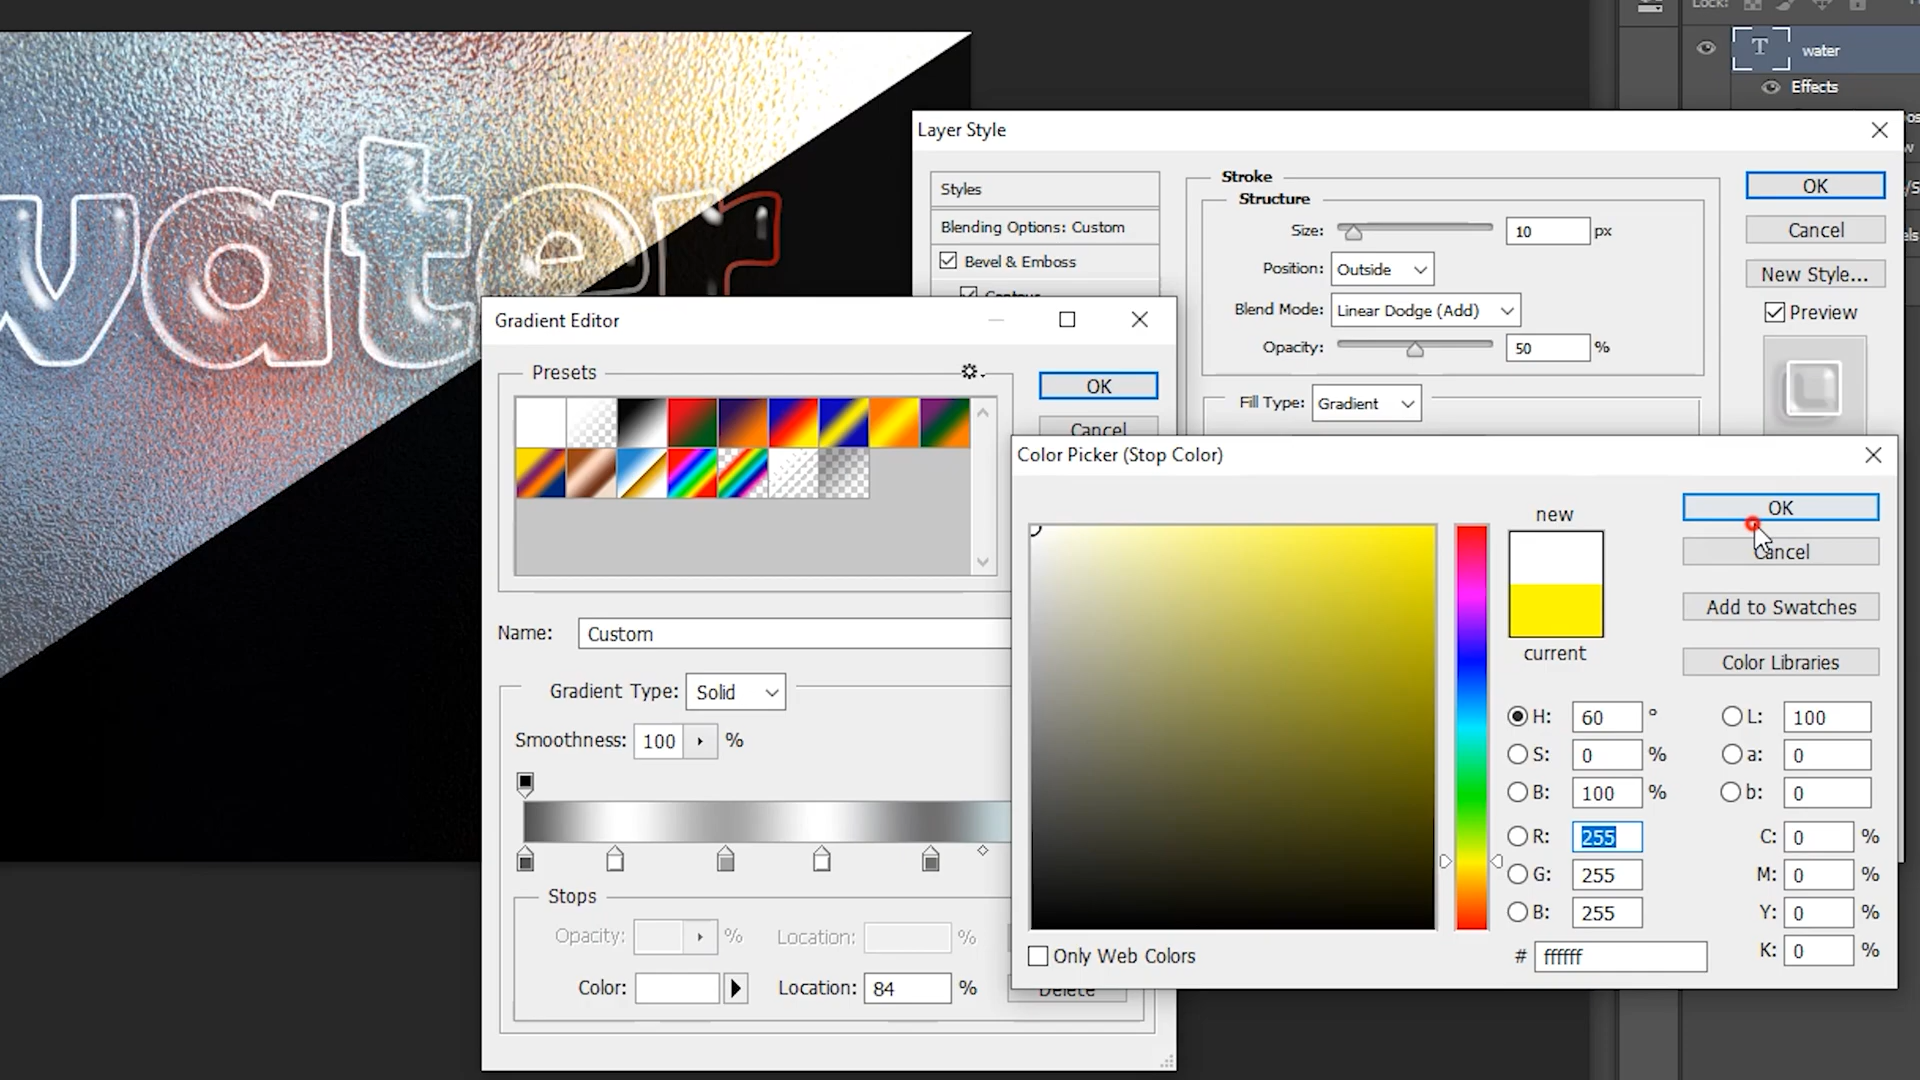 Lock:
water
Effects
water
Layer Style
Styles
Blending Options: Custom
Bevel & Emboss
Contour
Stroke
Structure
Size: 10 px
Position: Outside
Blend Mode: Linear Dodge (Add)
Opacity: 50 %
Fill Type: Gradient
OK
Cancel
New Style...
Preview
Gradient Editor
Presets
OK
Cancel
Name: Custom
Gradient Type: Solid
Smoothness: 100 %
Stops
Opacity: %
Location: %
Color:
Location: 84 %
Delete
Color Picker (Stop Color)
new
current
OK
Cancel
Add to Swatches
Color Libraries
H: 60 °
S: 0 %
B: 100 %
R: 255
G: 255
B: 255
# ffffff
L: 100
a: 0
b: 0
C: 0 %
M: 0 %
Y: 0 %
K: 0 %
Only Web Colors